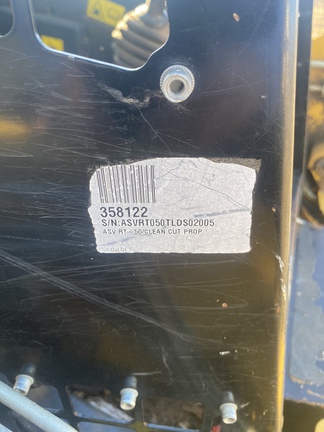 358122
S/N:ASVRT050TLDS02005
ASV RT - 50/CLEAN CUT PROP